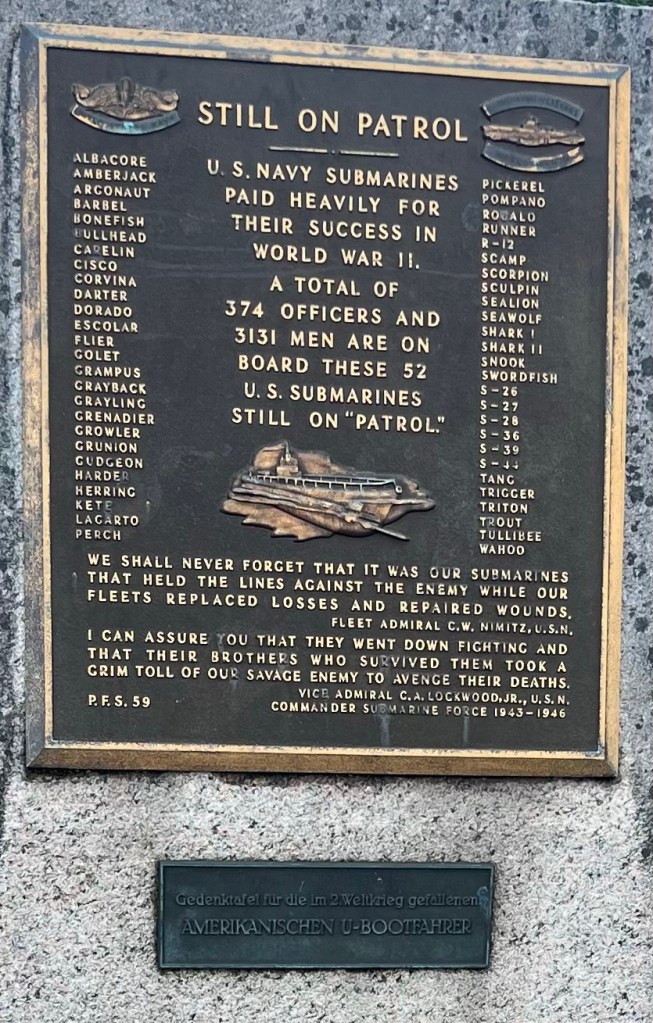 STILL ON PATROL
U. S. NAVY SUBMARINES
PAID HEAVILY FOR
THEIR SUCCESS IN
WORLD WAR II.
A TOTAL OF
374 OFFICERS AND
3131 MEN ARE ON
BOARD THESE 52
U. S. SUBMARINES
STILL ON "PATROL."
ALBACORE
AMBERJACK
ARGONAUT
BARBEL
BONEFISH
BULLHEAD
CAPELIN
CISCO
CORVINA
DARTER
DORADO
ESCOLAR
FLIER
GOLET
GRAMPUS
GRAYBACK
GRAYLING
GRENADIER
GROWLER
GRUNION
GUDGEON
HARDER
HERRING
KETE
LAGARTO
PERCH
PICKEREL
POMPANO
ROBALO
RUNNER
R-12
SCAMP
SCORPION
SCULPIN
SEALION
SEAWOLF
SHARK I
SHARK II
SNOOK
SWORDFISH
S-26
S-27
S-28
S-36
S-39
S-44
TANG
TRIGGER
TRITON
TROUT
TULLIBEE
WAHOO
WE SHALL NEVER FORGET THAT IT WAS OUR SUBMARINES
THAT HELD THE LINES AGAINST THE ENEMY WHILE OUR
FLEETS REPLACED LOSSES AND REPAIRED WOUNDS.
FLEET ADMIRAL C.W. NIMITZ, U.S.N.
I CAN ASSURE YOU THAT THEY WENT DOWN FIGHTING AND
THAT THEIR BROTHERS WHO SURVIVED THEM TOOK A
GRIM TOLL OF OUR SAVAGE ENEMY TO AVENGE THEIR DEATHS.
VICE ADMIRAL C.A. LOCKWOOD, JR., U.S.N.
P.F.S. 59
COMMANDER SUBMARINE FORCE 1943-1946
Gedenktafel für die im 2. Weltkrieg gefallenen
AMERIKANISCHEN U-BOOTFAHRER